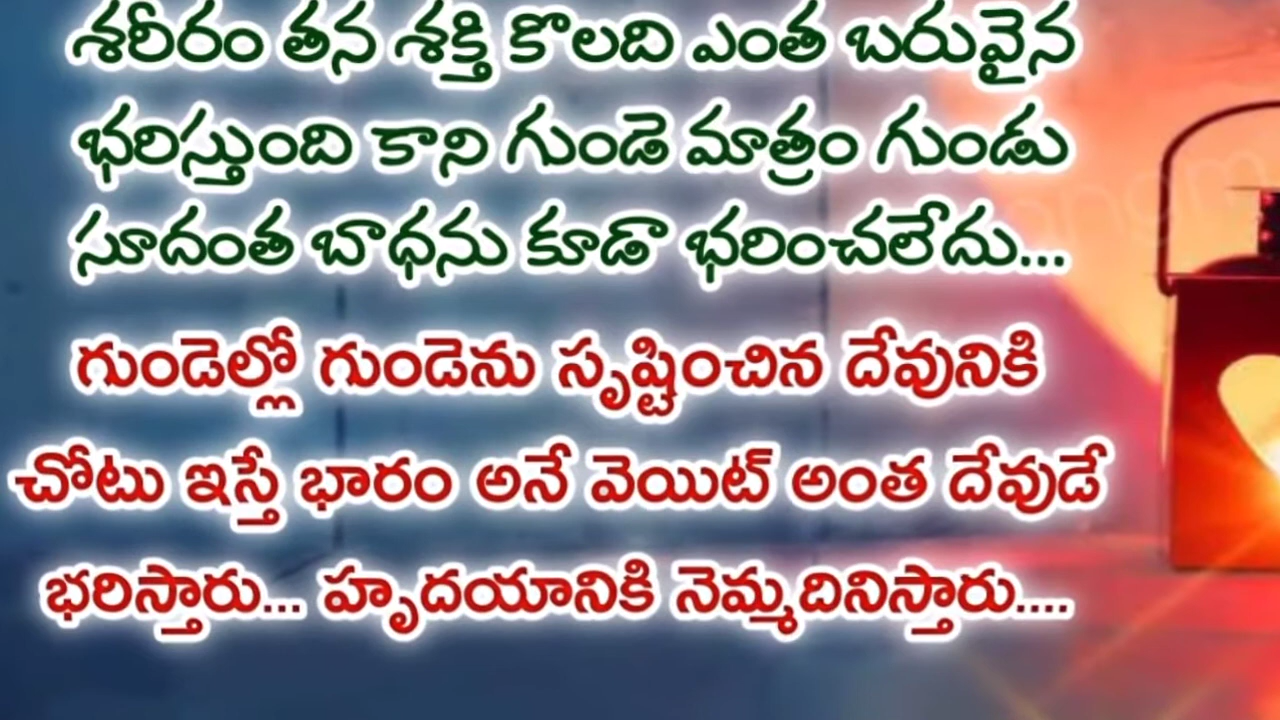 శరీరం తన శక్తి కొలది ఎంత బరువైన
భరిస్తుంది కాని గుండె మాత్రం గుండు
సూదంత బాధను కూడా భరించలేదు...
గుండెల్లో గుండెను సృష్టించిన దేవునికి
చోటు ఇస్తే భారం అనే వెయిట్ అంత దేవుడే
భరిస్తారు... హృదయానికి నెమ్మదినిస్తారు....